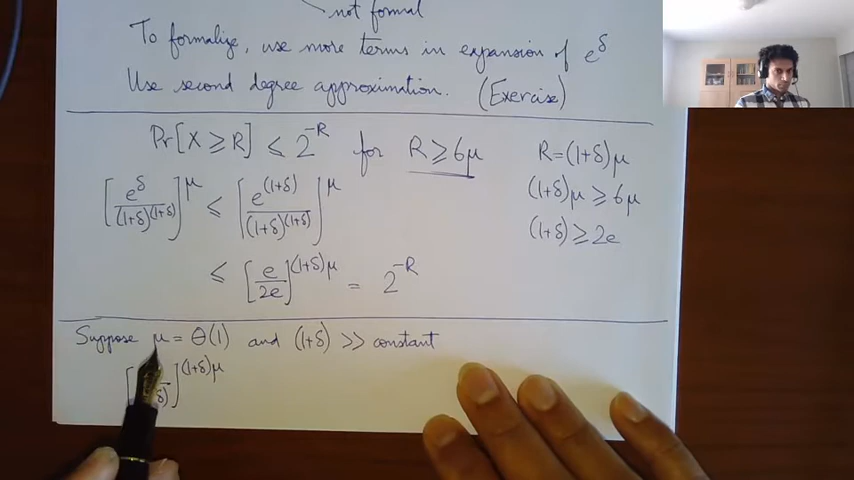 not formal
To formalize, use more terms in expansion of e^δ
Use second degree approximation. (Exercise)
Pr[X ≥ R] ≤ 2^{-R} for R ≥ 6μ
R = (1+δ)μ
[e^δ / (1+δ)^{(1+δ)}]^μ ≤ [e^{(1+δ)} / (1+δ)^{(1+δ)}]^μ
(1+δ)μ ≥ 6μ
(1+δ) ≥ 2e
≤ [e / 2e]^{(1+δ)μ} = 2^{-R}
Suppose μ = Θ(1) and (1+δ) >> constant
[ δ) ]^{(1+δ)μ}